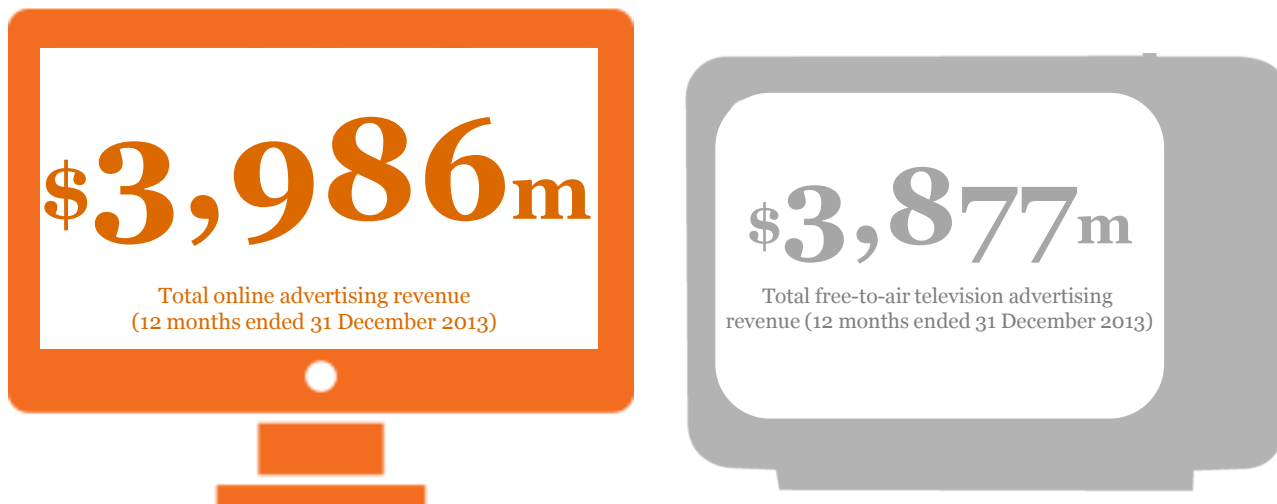 $3,986m
Total online advertising revenue
(12 months ended 31 December 2013)
$3,877m
Total free-to-air television advertising
revenue (12 months ended 31 December 2013)